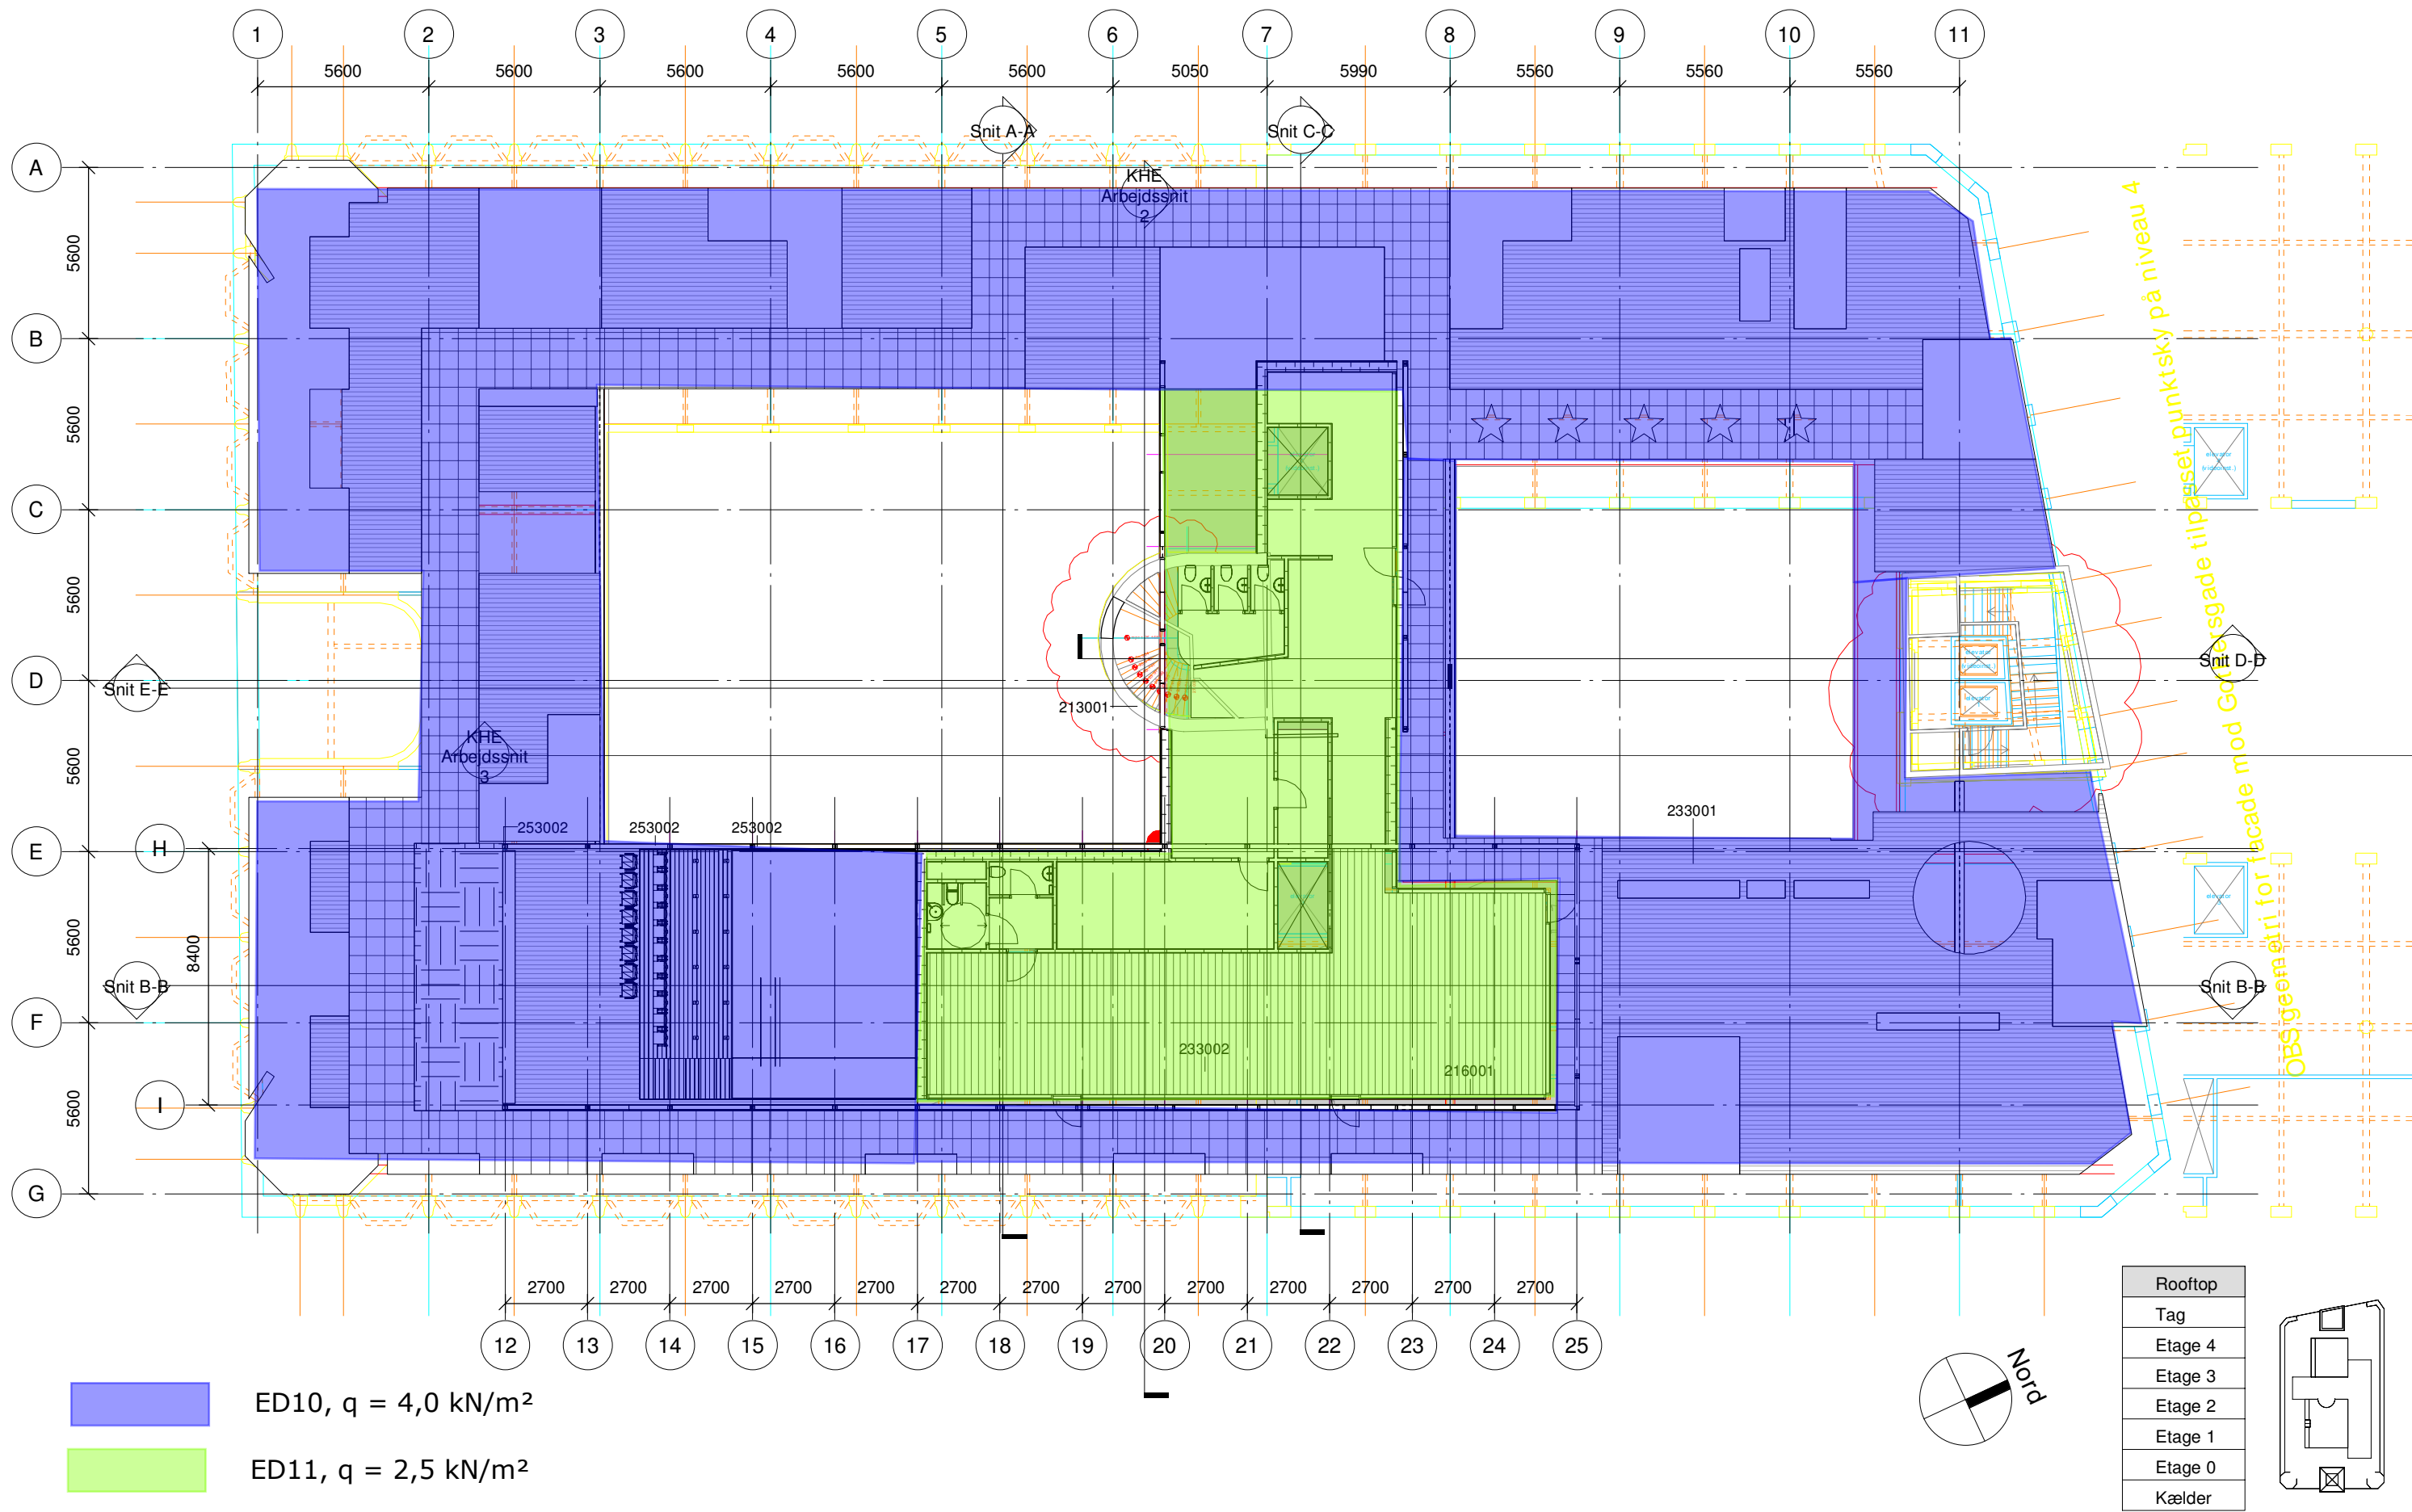 1 2 3 4 5 6 7 8 9 10 11
5600 5600 5600 5600 5600 5050 5990 5560 5560 5560
Snit A-A
Snit C-C
A
B
C
D
E
F
G
H
I
5600
5600
5600
5600
5600
5600
8400
KHE
Arbejdssnit
2
KHE
Arbejdssnit
3
Snit E-E
Snit D-D
Snit B-B
Snit B-B
213001
253002
253002
253002
233001
233002
216001
elevator
elevator
OBS geometri for facade mod Gothersgade tilpasset punktsky på niveau 4
2700 2700 2700 2700 2700 2700 2700 2700 2700 2700 2700 2700 2700
12 13 14 15 16 17 18 19 20 21 22 23 24 25
ED10, q = 4,0 kN/m²
ED11, q = 2,5 kN/m²
Nord
Rooftop
Tag
Etage 4
Etage 3
Etage 2
Etage 1
Etage 0
Kælder